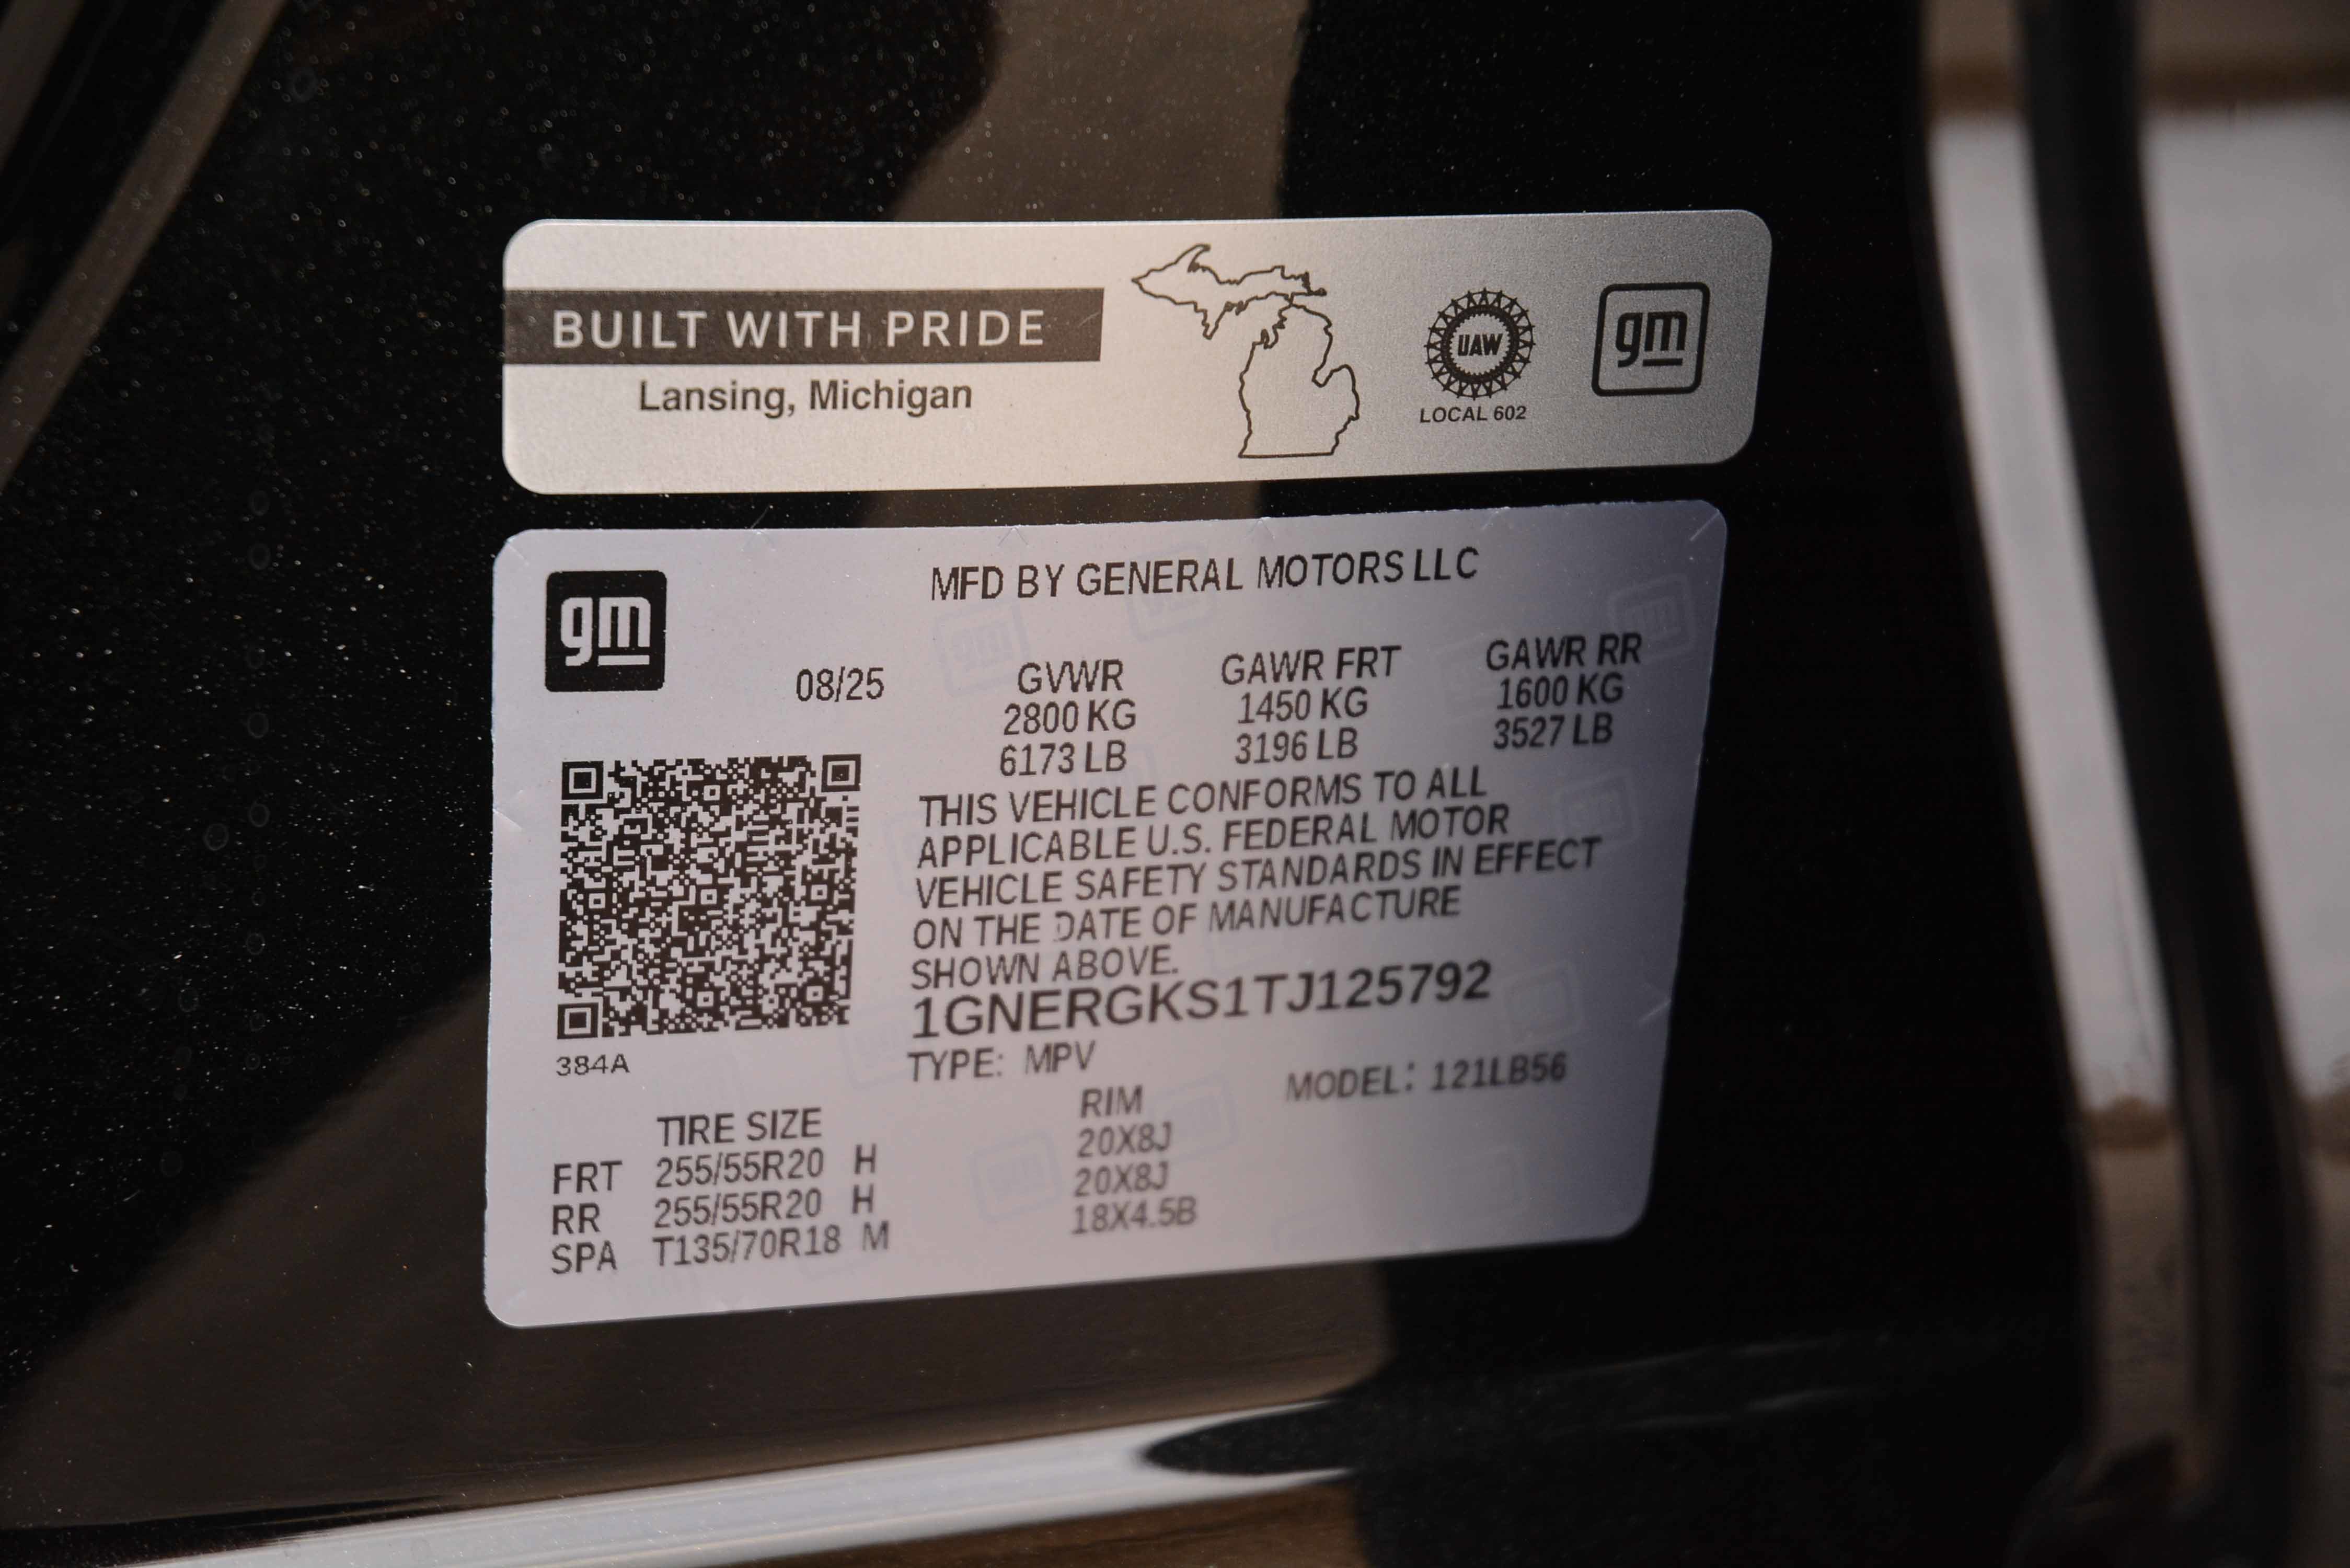 BUILT WITH PRIDE
Lansing, Michigan
UAW
LOCAL 602
gm
gm
MFD BY GENERAL MOTORS LLC
08/25 GVWR GAWR FRT GAWR RR
2800 KG 1450 KG 1600 KG
6173 LB 3196 LB 3527 LB
THIS VEHICLE CONFORMS TO ALL
APPLICABLE U.S. FEDERAL MOTOR
VEHICLE SAFETY STANDARDS IN EFFECT
ON THE DATE OF MANUFACTURE
SHOWN ABOVE.
1GNERGKS1TJ125792
384A
TYPE: MPV MODEL: 121LB56
TIRE SIZE RIM
FRT 255/55R20 H 20X8J
RR 255/55R20 H 20X8J
SPA T135/70R18 M 18X4.5B